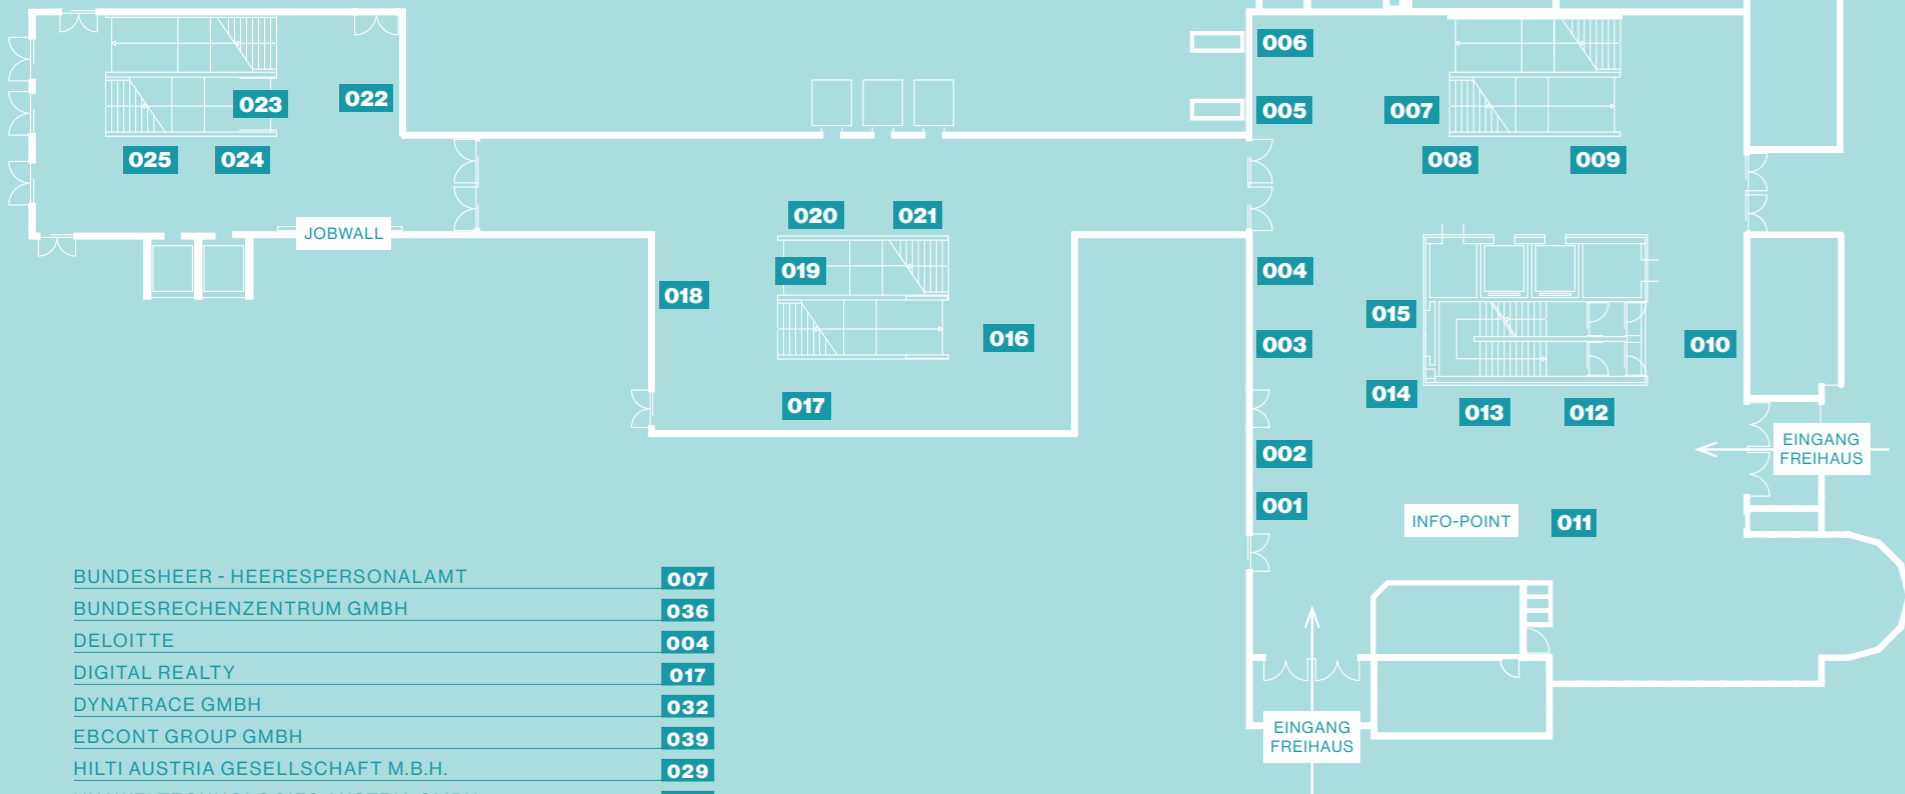 006
005
007
008
009
023
022
025
024
JOBWALL
020
021
019
018
016
017
004
003
015
010
014
013
012
002
001
EINGANG
FREIHAUS
INFO-POINT
011
EINGANG
FREIHAUS
BUNDESHEER - HEERESPERSONALAMT 007
BUNDESRECHENZENTRUM GMBH 036
DELOITTE 004
DIGITAL REALTY 017
DYNATRACE GMBH 032
EBCONT GROUP GMBH 039
HILTI AUSTRIA GESELLSCHAFT M.B.H. 029